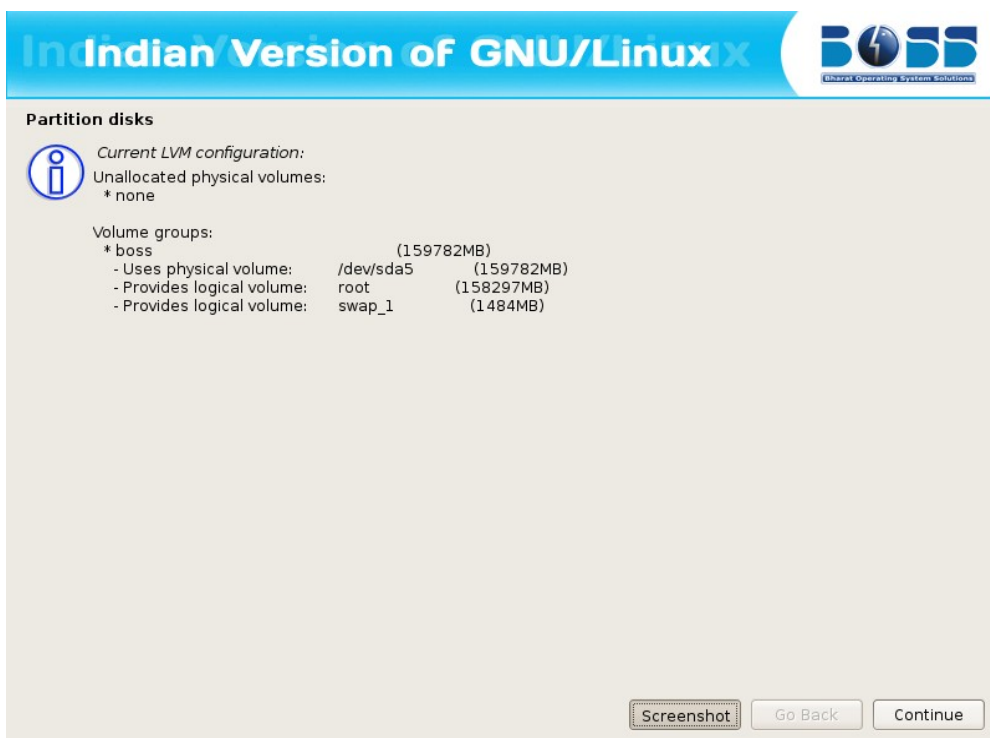 Indian Version of GNU/Linux
BOSS
Bharat Operating System Solutions
Partition disks
Current LVM configuration:
Unallocated physical volumes:
* none
Volume groups:
* boss (159782MB)
- Uses physical volume: /dev/sda5 (159782MB)
- Provides logical volume: root (158297MB)
- Provides logical volume: swap_1 (1484MB)
Screenshot Go Back Continue